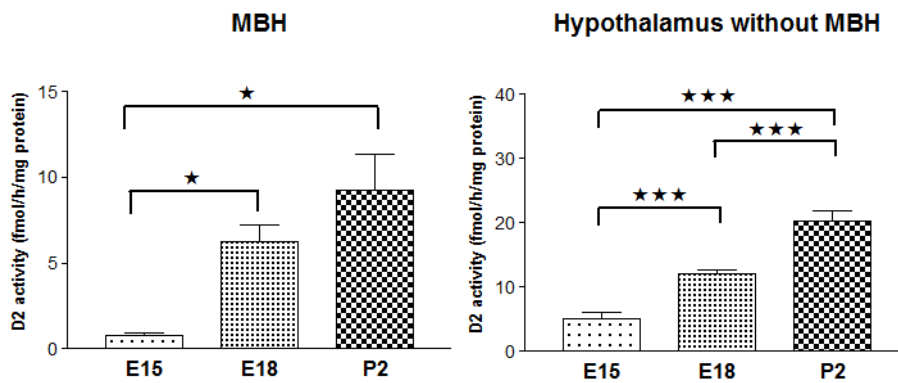 MBH
D2 activity (fmol/h/mg protein)
15
10
5
0
★
★
E15 E18 P2
Hypothalamus without MBH
D2 activity (fmol/h/mg protein)
40
30
20
10
0
★★★
★★★
★★★
E15 E18 P2